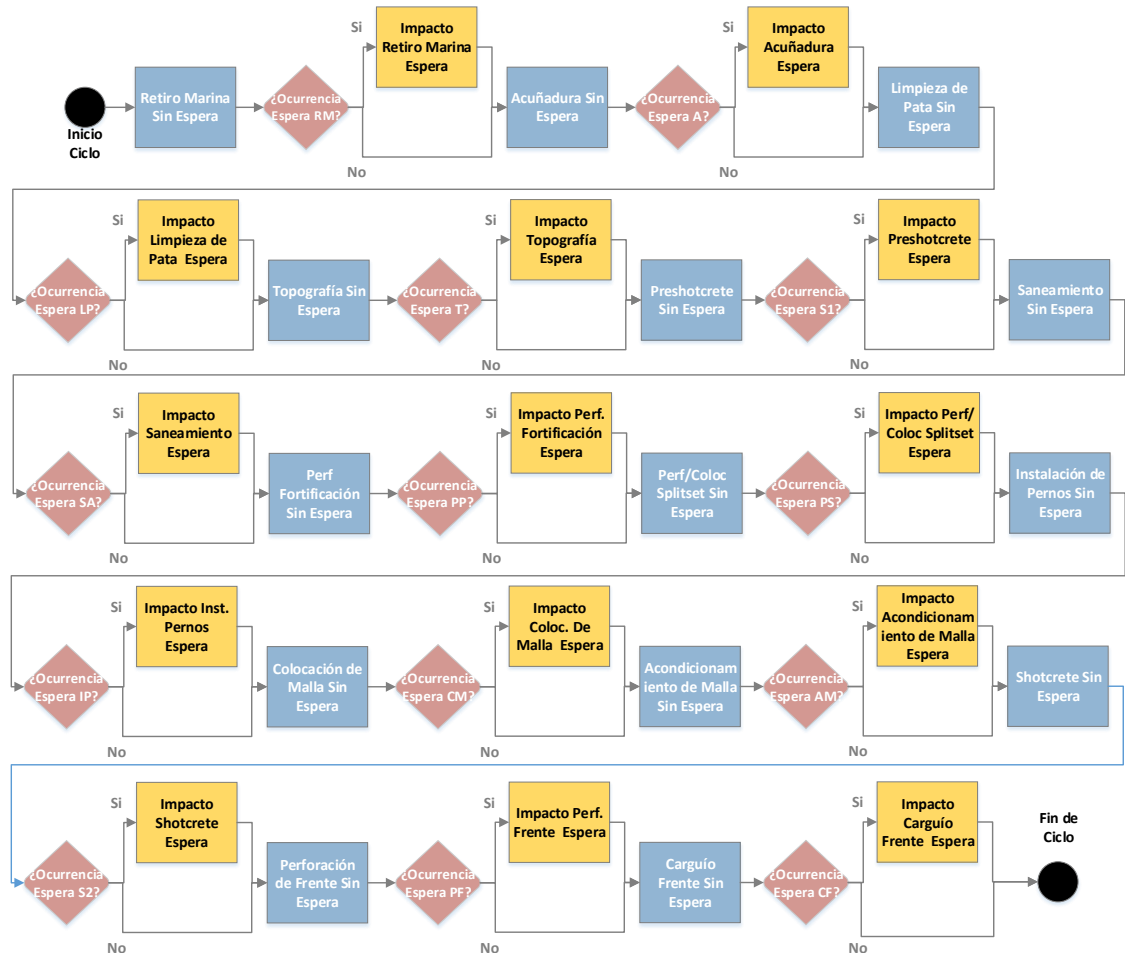 Si
Impacto
Retiro Marina
Espera
Si
Impacto
Acuñadura
Espera
Inicio
Ciclo
Retiro Marina
Sin Espera
¿Ocurrencia
Espera RM?
Acuñadura Sin
Espera
¿Ocurrencia
Espera A?
Limpieza de
Pata Sin
Espera
No
No
Si
Impacto
Limpieza de
Pata Espera
Si
Impacto
Topografía
Espera
Si
Impacto
Preshotcrete
Espera
¿Ocurrencia
Espera LP?
Topografía Sin
Espera
¿Ocurrencia
Espera T?
Preshotcrete
Sin Espera
¿Ocurrencia
Espera S1?
Saneamiento
Sin Espera
No
No
No
Si
Impacto
Saneamiento
Espera
Si
Impacto Perf.
Fortificación
Espera
Si
Impacto Perf/
Coloc Splitset
Espera
¿Ocurrencia
Espera SA?
Perf
Fortificación
Sin Espera
¿Ocurrencia
Espera PP?
Perf/Coloc
Splitset Sin
Espera
¿Ocurrencia
Espera PS?
Instalación de
Pernos Sin
Espera
No
No
No
Si
Impacto Inst.
Pernos
Espera
Si
Impacto
Coloc. De
Malla Espera
Si
Impacto
Acondicionam
iento de Malla
Espera
¿Ocurrencia
Espera IP?
Colocación de
Malla Sin
Espera
¿Ocurrencia
Espera CM?
Acondicionam
iento de Malla
Sin Espera
¿Ocurrencia
Espera AM?
Shotcrete Sin
Espera
No
No
No
Si
Impacto
Shotcrete
Espera
Si
Impacto Perf.
Frente Espera
Si
Impacto
Carguío
Frente Espera
Fin de
Ciclo
¿Ocurrencia
Espera S2?
Perforación
de Frente Sin
Espera
¿Ocurrencia
Espera PF?
Carguío
Frente Sin
Espera
¿Ocurrencia
Espera CF?
No
No
No